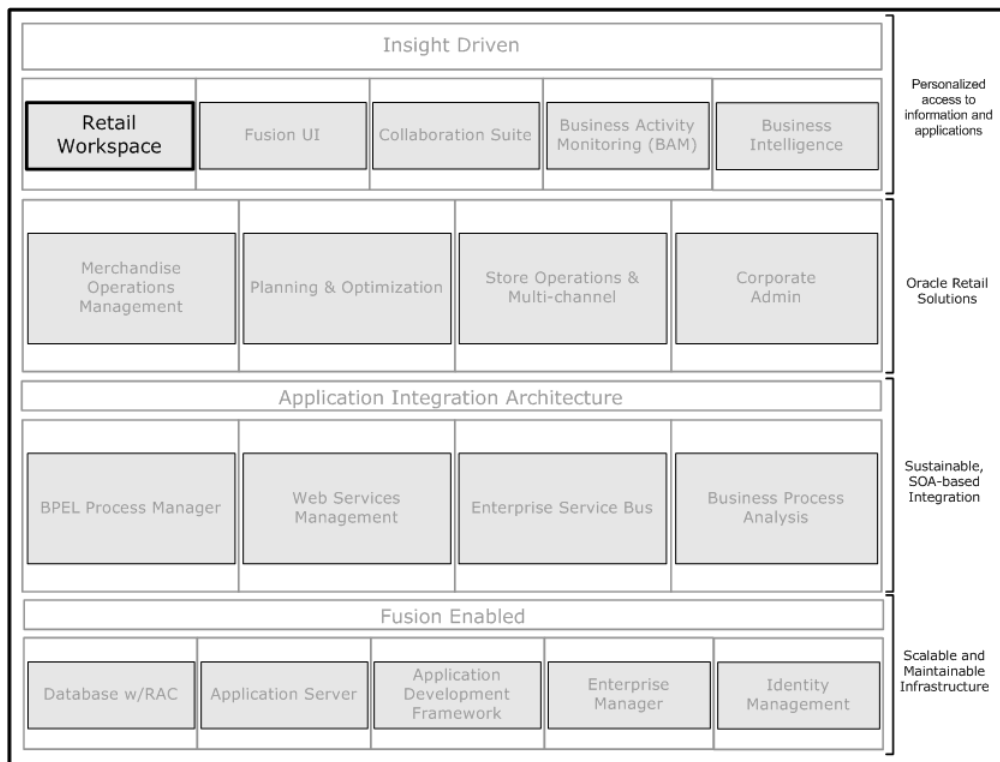 Insight Driven
Retail
Workspace
Fusion UI
Collaboration Suite
Business Activity
Monitoring (BAM)
Business
Intelligence
Personalized
access to
information and
applications
Merchandise
Operations
Management
Planning & Optimization
Store Operations &
Multi-channel
Corporate
Admin
Oracle Retail
Solutions
Application Integration Architecture
BPEL Process Manager
Web Services
Management
Enterprise Service Bus
Business Process
Analysis
Sustainable,
SOA-based
Integration
Fusion Enabled
Database w/RAC
Application Server
Application
Development
Framework
Enterprise
Manager
Identity
Management
Scalable and
Maintainable
Infrastructure